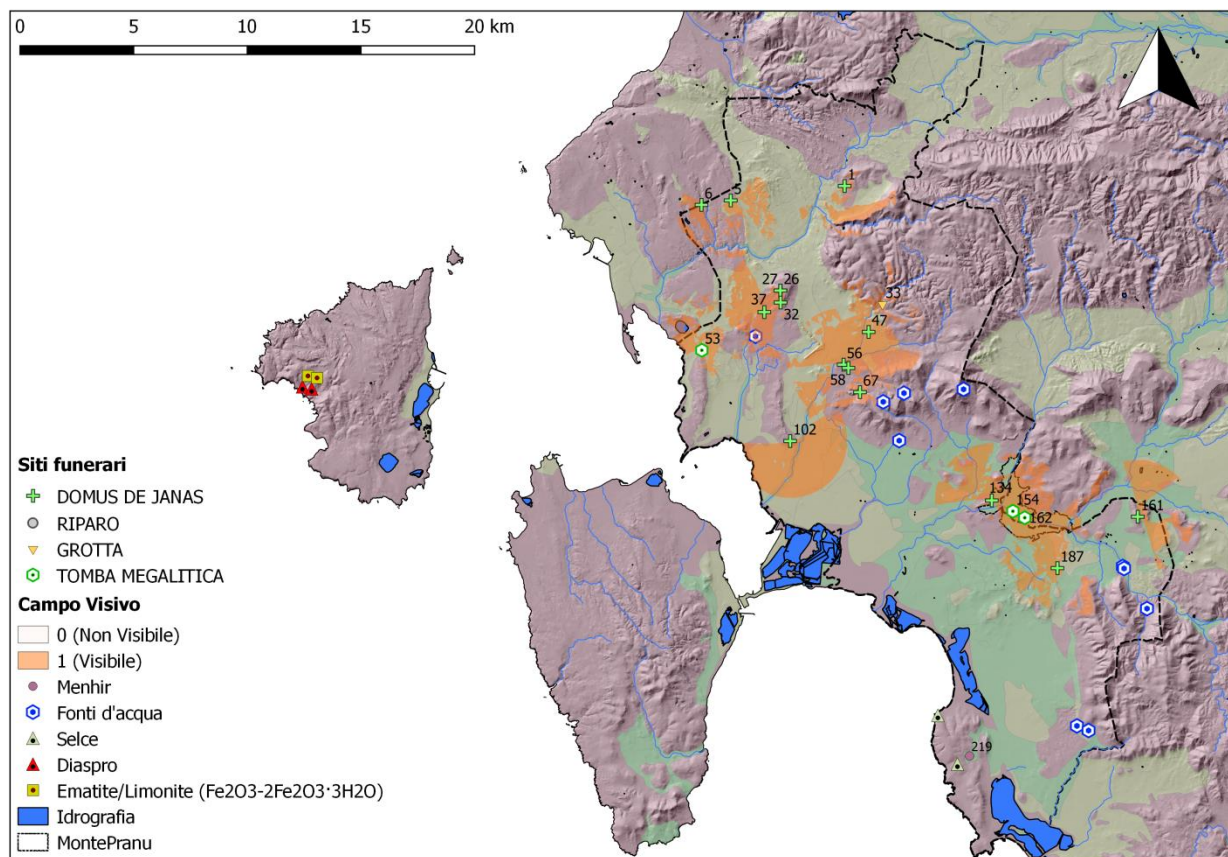 0 5 10 15 20 km
1
6 5
27 26
37 32
33
47
53
56
58 67
102
134 154
162
161
187
219
Siti funerari
DOMUS DE JANAS
RIPARO
GROTTA
TOMBA MEGALITICA
Campo Visivo
0 (Non Visibile)
1 (Visibile)
Menhir
Fonti d'acqua
Selce
Diaspro
Ematite/Limonite (Fe2O3-2Fe2O3·3H2O)
Idrografia
MontePranu